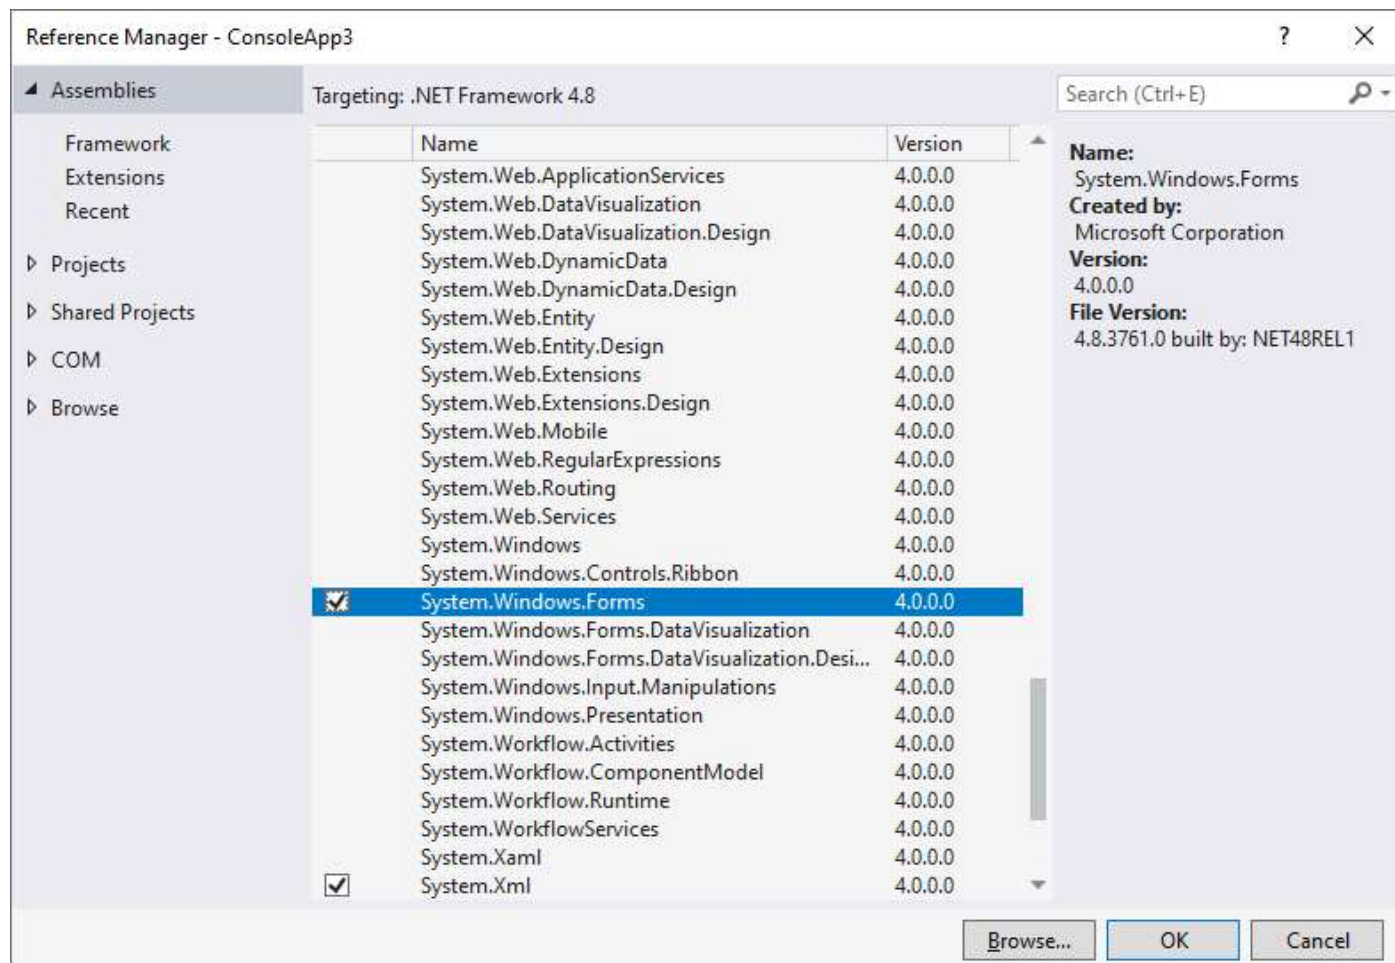 Reference Manager - ConsoleApp3 ?
Assemblies
Framework
Extensions
Recent
Projects
Shared Projects
COM
Browse
Targeting: .NET Framework 4.8
Name Version
System.Web.ApplicationServices 4.0.0.0
System.Web.DataVisualization 4.0.0.0
System.Web.DataVisualization.Design 4.0.0.0
System.Web.DynamicData 4.0.0.0
System.Web.DynamicData.Design 4.0.0.0
System.Web.Entity 4.0.0.0
System.Web.Entity.Design 4.0.0.0
System.Web.Extensions 4.0.0.0
System.Web.Extensions.Design 4.0.0.0
System.Web.Mobile 4.0.0.0
System.Web.RegularExpressions 4.0.0.0
System.Web.Routing 4.0.0.0
System.Web.Services 4.0.0.0
System.Windows 4.0.0.0
System.Windows.Controls.Ribbon 4.0.0.0
System.Windows.Forms 4.0.0.0
System.Windows.Forms.DataVisualization 4.0.0.0
System.Windows.Forms.DataVisualization.Desi... 4.0.0.0
System.Windows.Input.Manipulations 4.0.0.0
System.Windows.Presentation 4.0.0.0
System.Workflow.Activities 4.0.0.0
System.Workflow.ComponentModel 4.0.0.0
System.Workflow.Runtime 4.0.0.0
System.WorkflowServices 4.0.0.0
System.Xaml 4.0.0.0
System.Xml 4.0.0.0
Search (Ctrl+E)
Name:
System.Windows.Forms
Created by:
Microsoft Corporation
Version:
4.0.0.0
File Version:
4.8.3761.0 built by: NET48REL1
Browse... OK Cancel